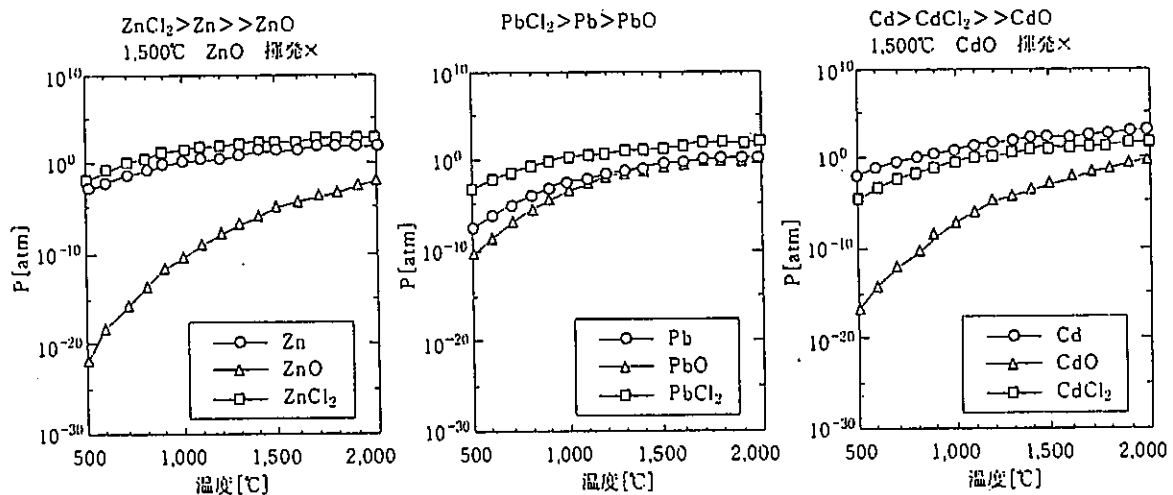 ZnCl₂>Zn>>ZnO
1,500℃ ZnO 揮発×
10¹⁰
10⁰
10⁻¹⁰
10⁻²⁰
10⁻³⁰
P[atm]
Zn
ZnO
ZnCl₂
500 1,000 1,500 2,000
温度[℃]
PbCl₂>Pb>PbO
10¹⁰
10⁰
10⁻¹⁰
10⁻²⁰
10⁻³⁰
P[atm]
Pb
PbO
PbCl₂
500 1,000 1,500 2,000
温度[℃]
Cd>CdCl₂>>CdO
1,500℃ CdO 揮発×
10¹⁰
10⁰
10⁻¹⁰
10⁻²⁰
10⁻³⁰
P[atm]
Cd
CdO
CdCl₂
500 1,000 1,500 2,000
温度[℃]